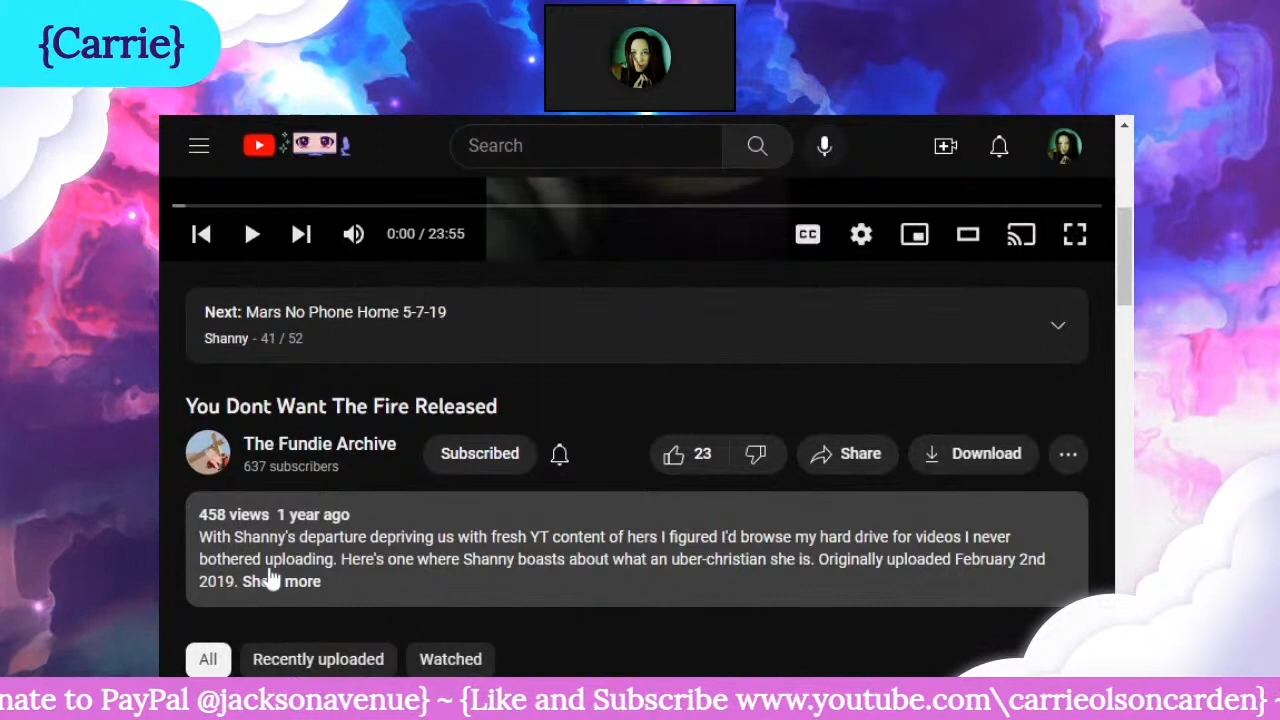 {Carrie}
Search
0:00 / 23:55
CC
Next: Mars No Phone Home 5-7-19
Shanny - 41 / 52
You Dont Want The Fire Released
The Fundie Archive
637 subscribers
Subscribed
23
Share
Download
458 views 1 year ago
With Shanny's departure depriving us with fresh YT content of hers I figured I'd browse my hard drive for videos I never
bothered uploading. Here's one where Shanny boasts about what an uber-christian she is. Originally uploaded February 2nd
2019. Show more
All
Recently uploaded
Watched
nate to PayPal @jacksonavenue} ~ {Like and Subscribe www.youtube.com\carrieolsoncarden} ~